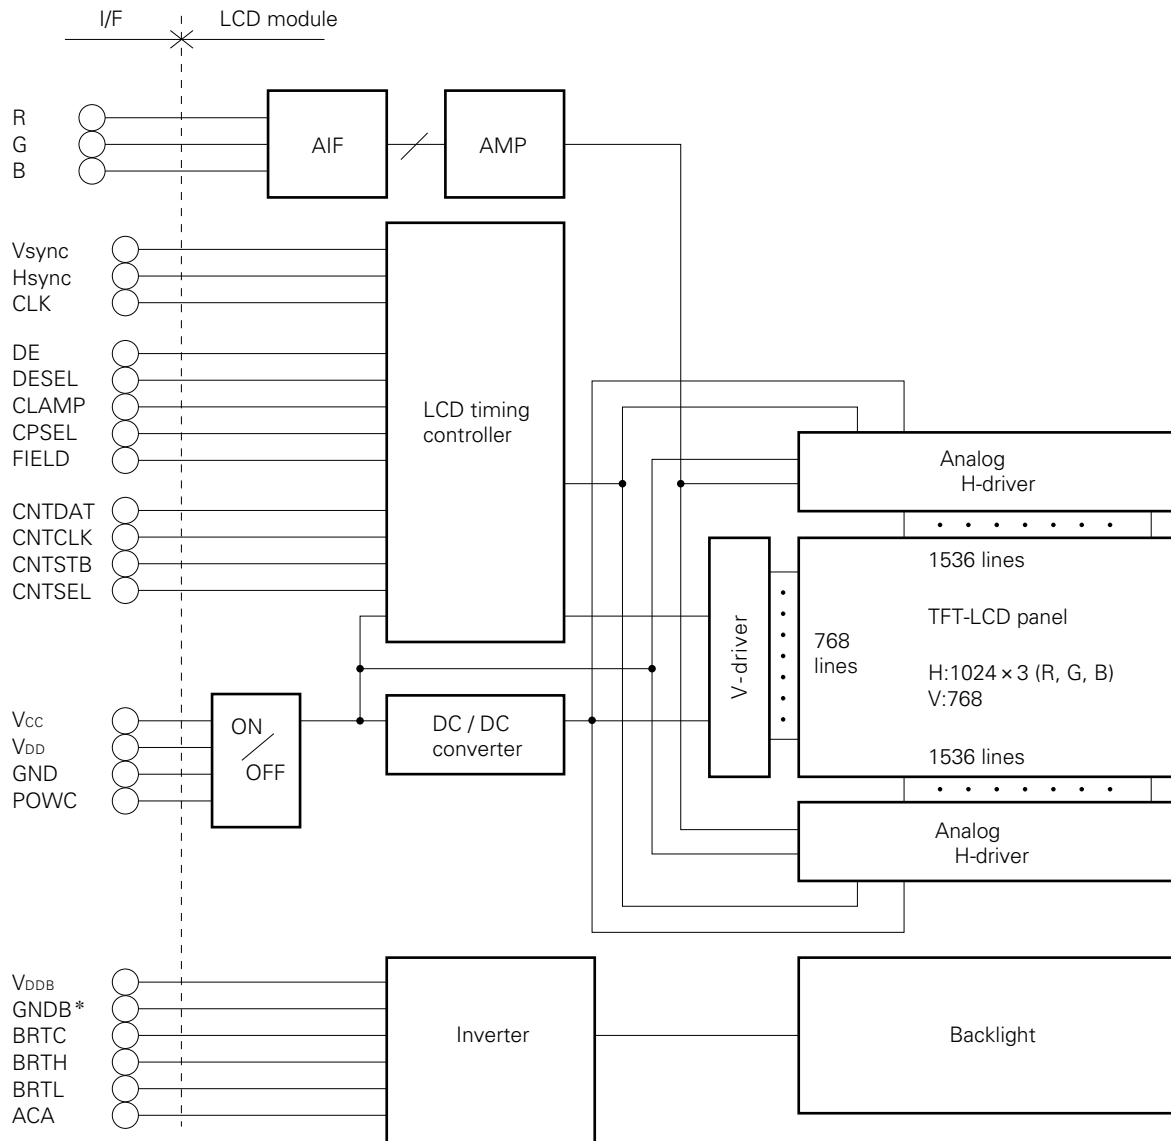 I/F LCD module
R
G
B
AIF
AMP
Vsync
Hsync
CLK
DE
DESEL
CLAMP
CPSEL
FIELD
CNTDAT
CNTCLK
CNTSTB
CNTSEL
LCD timing
controller
Analog
H-driver
1536 lines
TFT-LCD panel
768
lines
H:1024 × 3 (R, G, B)
V:768
1536 lines
V-driver
Analog
H-driver
VCC
VDD
GND
POWC
ON
OFF
DC / DC
converter
VDDB
GNDB*
BRTC
BRTH
BRTL
ACA
Inverter
Backlight